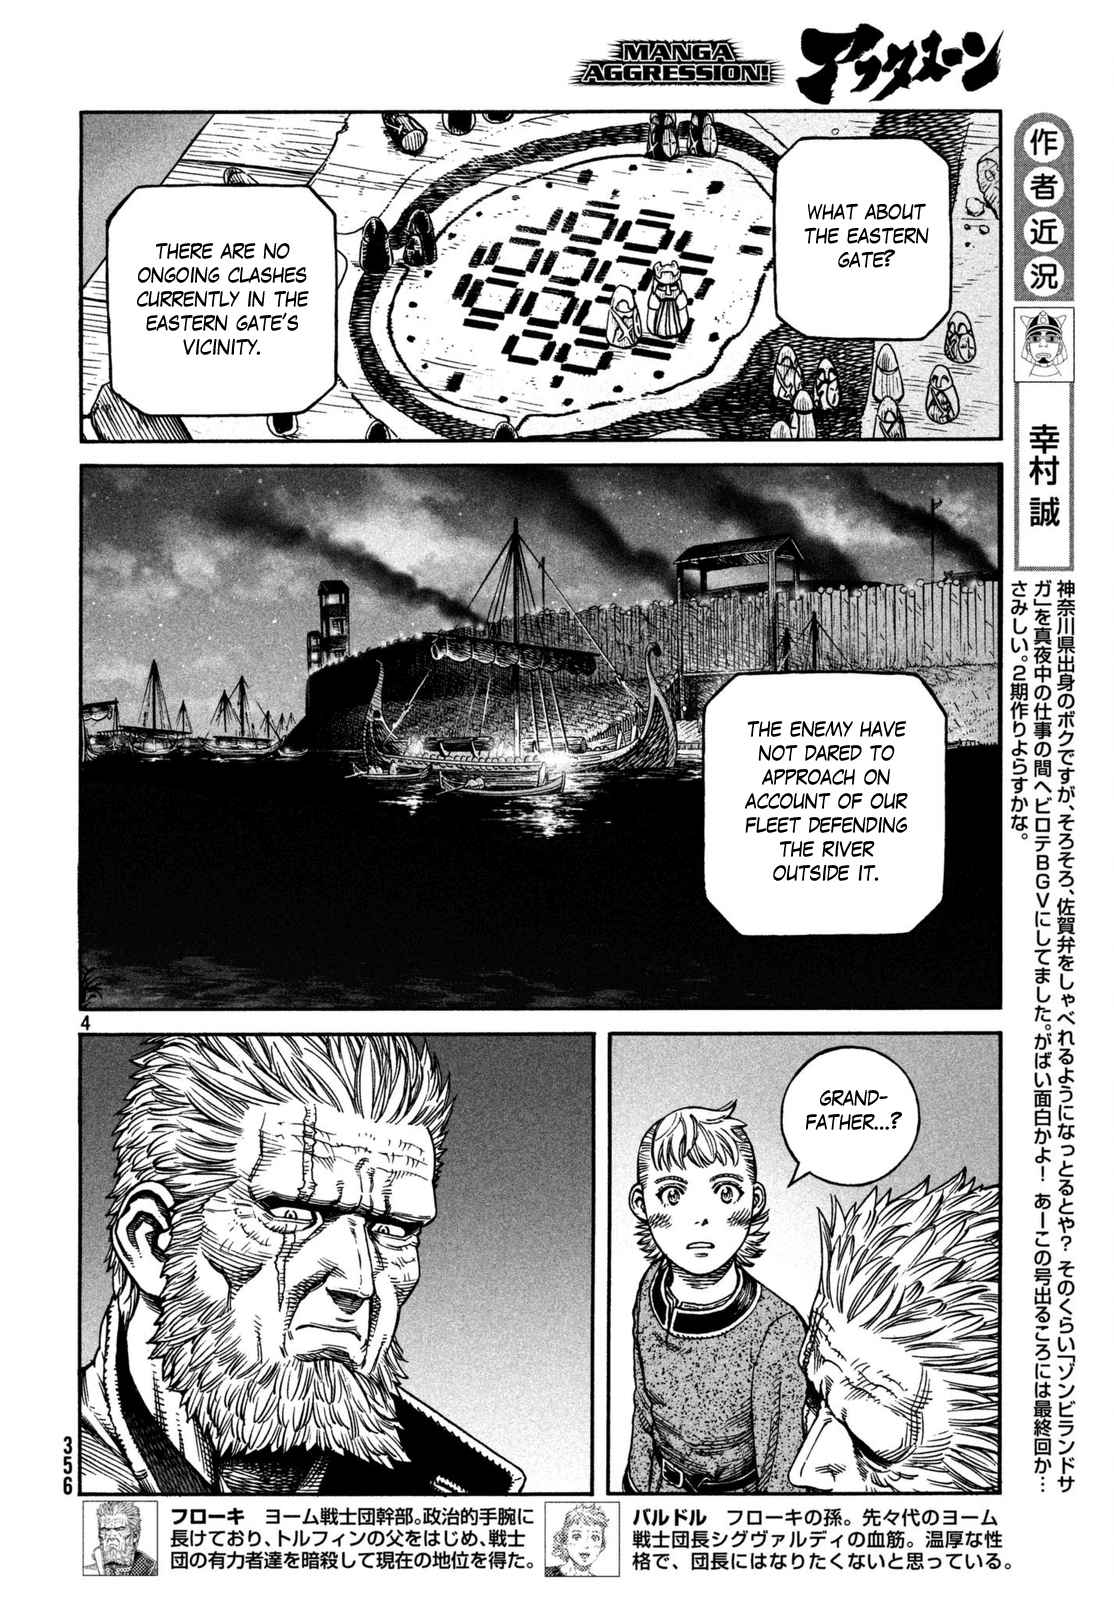 MANGA
AGGRESSION!
アフタヌーン
WHAT ABOUT
THE EASTERN
GATE?
THERE ARE NO
ONGOING CLASHES
CURRENTLY IN THE
EASTERN GATE'S
VICINITY.
THE ENEMY HAVE
NOT DARED TO
APPROACH ON
ACCOUNT OF OUR
FLEET DEFENDING
THE RIVER
OUTSIDE IT.
4
GRAND-
FATHER...?
356
作者近況
幸村誠
神奈川県出身のボクですが、そろそろ、佐賀弁をしゃべれるようになっとるとや？ そのくらい「ゾンビランドサ
ガ」を真夜中の仕事の間ヘビロテBGVにしてました。がばい面白かよ！ あーこの号出るころには最終回か…
さみしい。2期作りよらすかな。
フローキ ヨーム戦士団幹部。政治的手腕に
長けており、トルフィンの父をはじめ、戦士
団の有力者達を暗殺して現在の地位を得た。
バルドル フローキの孫。先々代のヨーム
戦士団長シグヴァルディの血筋。温厚な性
格で、団長にはなりたくないと思っている。